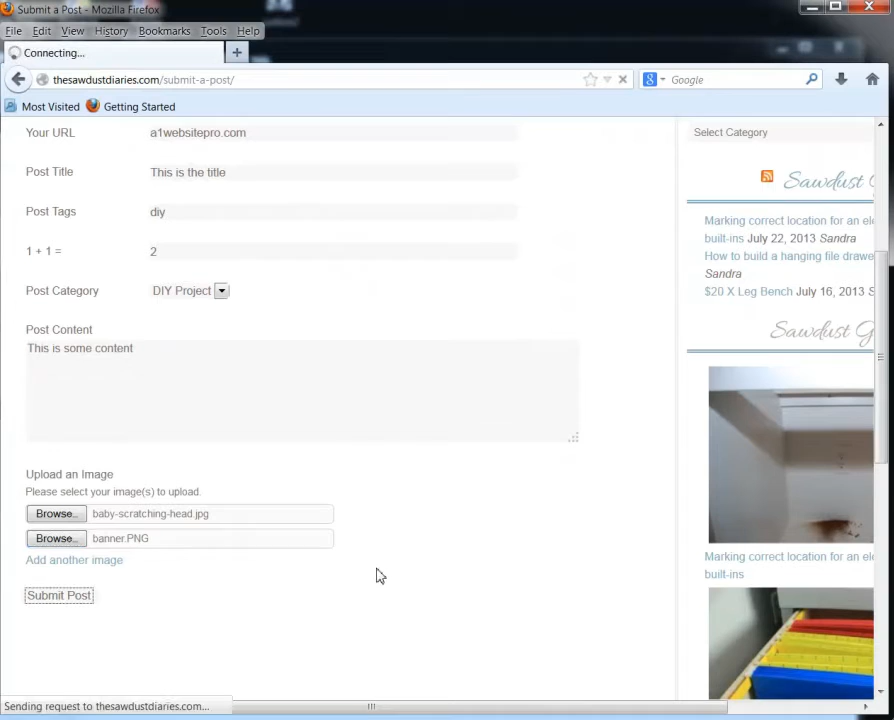 Submit a Post - Mozilla Firefox
File Edit View History Bookmarks Tools Help
Connecting...
thesawdustdiaries.com/submit-a-post/
Google
Most Visited Getting Started
Your URL a1websitepro.com
Post Title This is the title
Post Tags diy
1 + 1 = 2
Post Category DIY Project
Post Content
This is some content
Upload an Image
Please select your image(s) to upload.
Browse... baby-scratching-head.jpg
Browse... banner.PNG
Add another image
Submit Post
Select Category
Sawdust
Marking correct location for an
built-ins July 22, 2013 Sandra
How to build a hanging file
Sandra
$20 X Leg Bench July 16, 2013
Sawdust
Marking correct location for an
built-ins
Sending request to thesawdustdiaries.com...